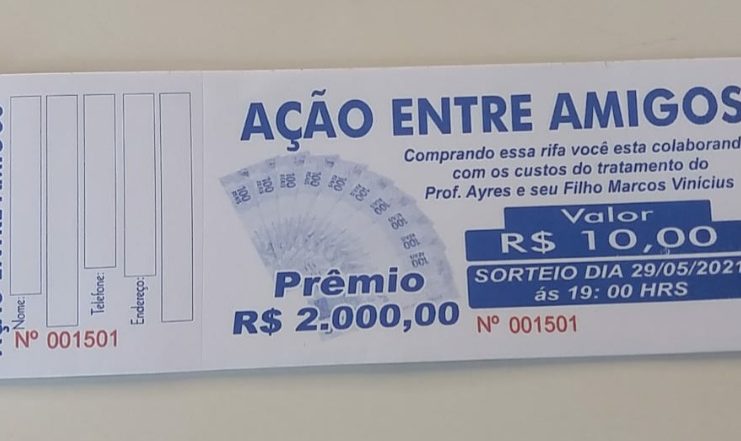 Nome:
Telefone:
Endereço:
Nº 001501
AÇÃO ENTRE AMIGOS
Comprando essa rifa você esta colaborand
com os custos do tratamento do
Prof. Ayres e seu Filho Marcos Vinícius
Valor
R$ 10,00
SORTEIO DIA 29/05/2021
ás 19: 00 HRS
Prêmio
R$ 2.000,00
Nº 001501